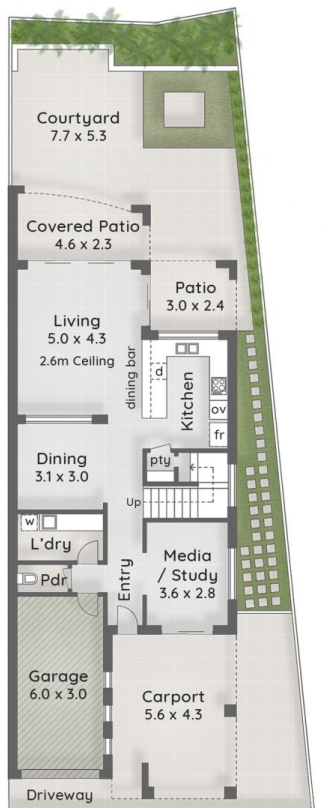 Courtyard
7.7 x 5.3
Covered Patio
4.6 x 2.3
Patio
3.0 x 2.4
Living
5.0 x 4.3
2.6m Ceiling
dining bar
d
Kitchen
ov
fr
Dining
3.1 x 3.0
pty
Up
w
L'dry
Pdr
Entry
Media
/ Study
3.6 x 2.8
Garage
6.0 x 3.0
Carport
5.6 x 4.3
Driveway